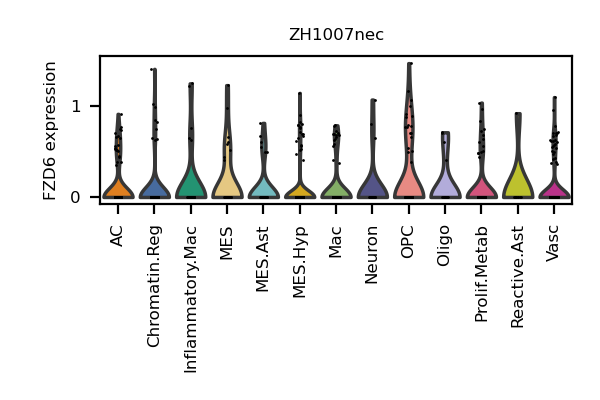 ZH1007nec
FZD6 expression
1
0
AC
Chromatin.Reg
Inflammatory.Mac
MES
MES.Ast
MES.Hyp
Mac
Neuron
OPC
Oligo
Prolif.Metab
Reactive.Ast
Vasc